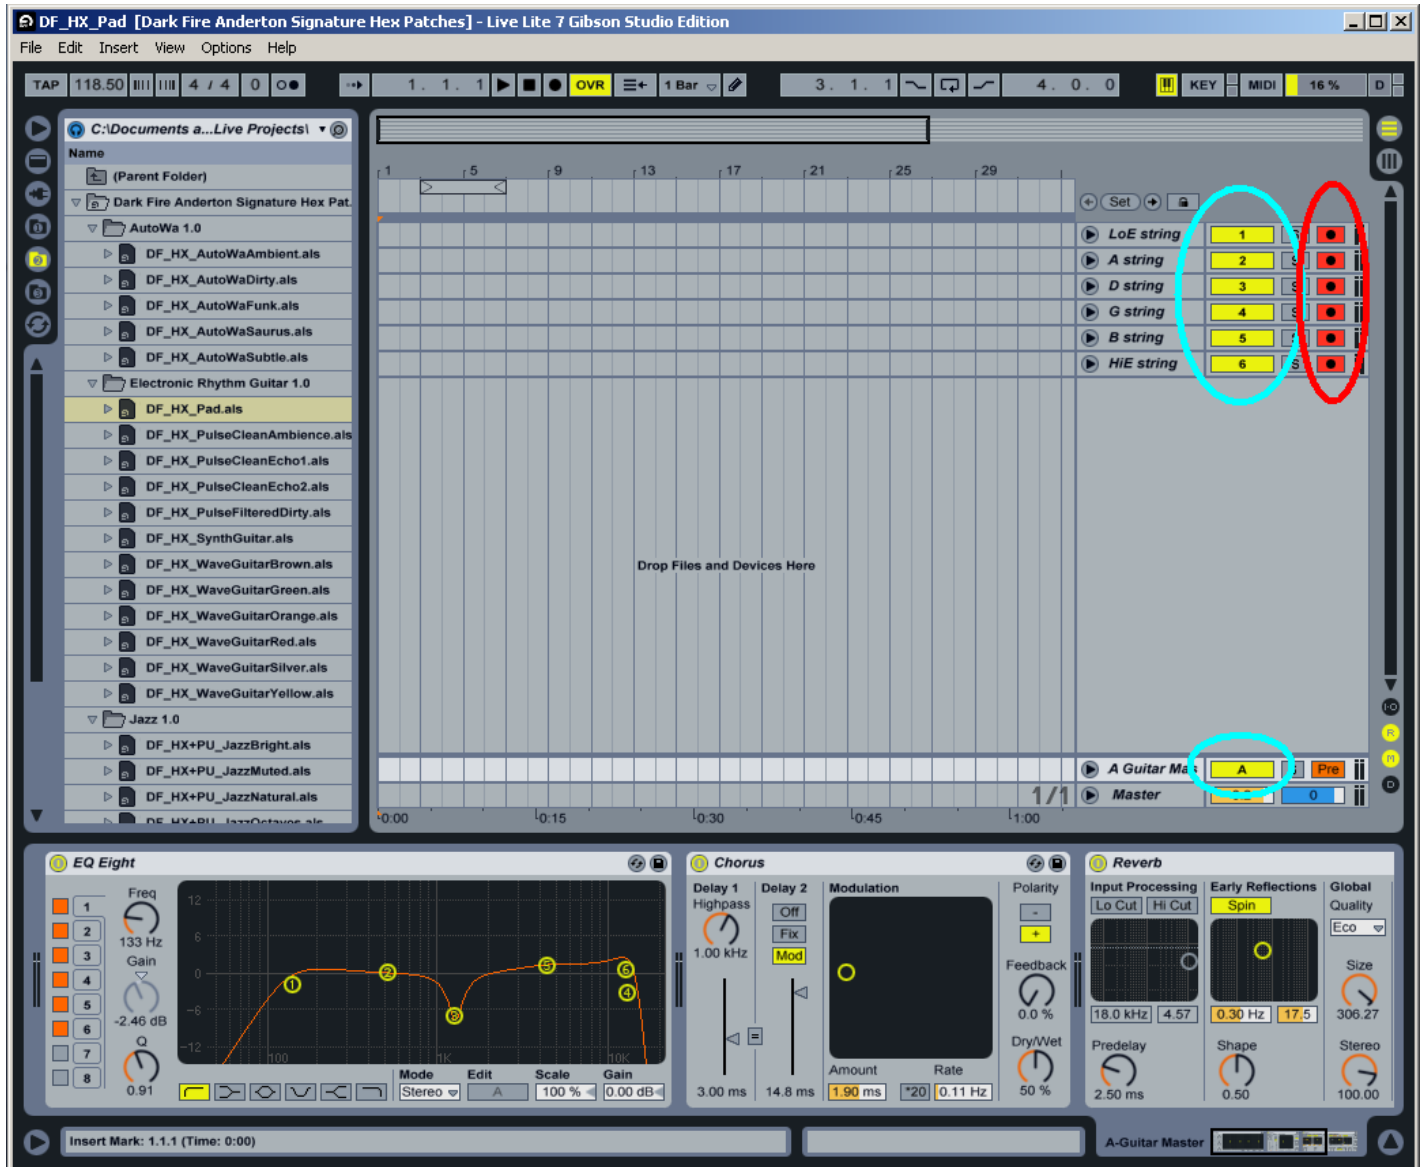 DF_HX_Pad [Dark Fire Anderton Signature Hex Patches] - Live Lite 7 Gibson Studio Edition
File Edit Insert View Options Help
TAP 118.50 4 / 4 0 1. 1. 1 OVR 1 Bar 3. 1. 1 4. 0. 0 KEY MIDI 16 % D
C:\Documents a...Live Projects\
Name
(Parent Folder)
Dark Fire Anderton Signature Hex Pat.
AutoWa 1.0
DF_HX_AutoWaAmbient.als
DF_HX_AutoWaDirty.als
DF_HX_AutoWaFunk.als
DF_HX_AutoWaSaurus.als
DF_HX_AutoWaSubtle.als
Electronic Rhythm Guitar 1.0
DF_HX_Pad.als
DF_HX_PulseCleanAmbience.als
DF_HX_PulseCleanEcho1.als
DF_HX_PulseCleanEcho2.als
DF_HX_PulseFilteredDirty.als
DF_HX_SynthGuitar.als
DF_HX_WaveGuitarBrown.als
DF_HX_WaveGuitarGreen.als
DF_HX_WaveGuitarOrange.als
DF_HX_WaveGuitarRed.als
DF_HX_WaveGuitarSilver.als
DF_HX_WaveGuitarYellow.als
Jazz 1.0
DF_HX+PU_JazzBright.als
DF_HX+PU_JazzMuted.als
DF_HX+PU_JazzNatural.als
DF_HX+PU_JazzOctaves.als
1 5 9 13 17 21 25 29
Set
LoE string 1 S
A string 2 S
D string 3 S
G string 4 S
B string 5 S
HiE string 6 S
Drop Files and Devices Here
I-O
R
M
D
A Guitar Mas A S Pre
1/1 Master 0
0:00 0:15 0:30 0:45 1:00
EQ Eight
1 2 3 4 5 6 7 8
Freq
133 Hz
Gain
-2.46 dB
Q
0.91
12
6
0
-6
-12
100 1K 10K
1 2 3 5 6 4
Mode Edit Scale Gain
Stereo A 100 % 0.00 dB
Chorus
Delay 1 Delay 2 Modulation Polarity
Highpass Off -
Fix +
1.00 kHz Mod
Feedback
0.0 %
=
Dry/Wet
Amount Rate
3.00 ms 14.8 ms 1.90 ms *20 0.11 Hz 50 %
Reverb
Input Processing Early Reflections Global
Lo Cut Hi Cut Spin Quality
Eco
Size
18.0 kHz 4.57 0.30 Hz 17.5 306.27
Predelay Shape Stereo
2.50 ms 0.50 100.00
Insert Mark: 1.1.1 (Time: 0:00)
A-Guitar Master